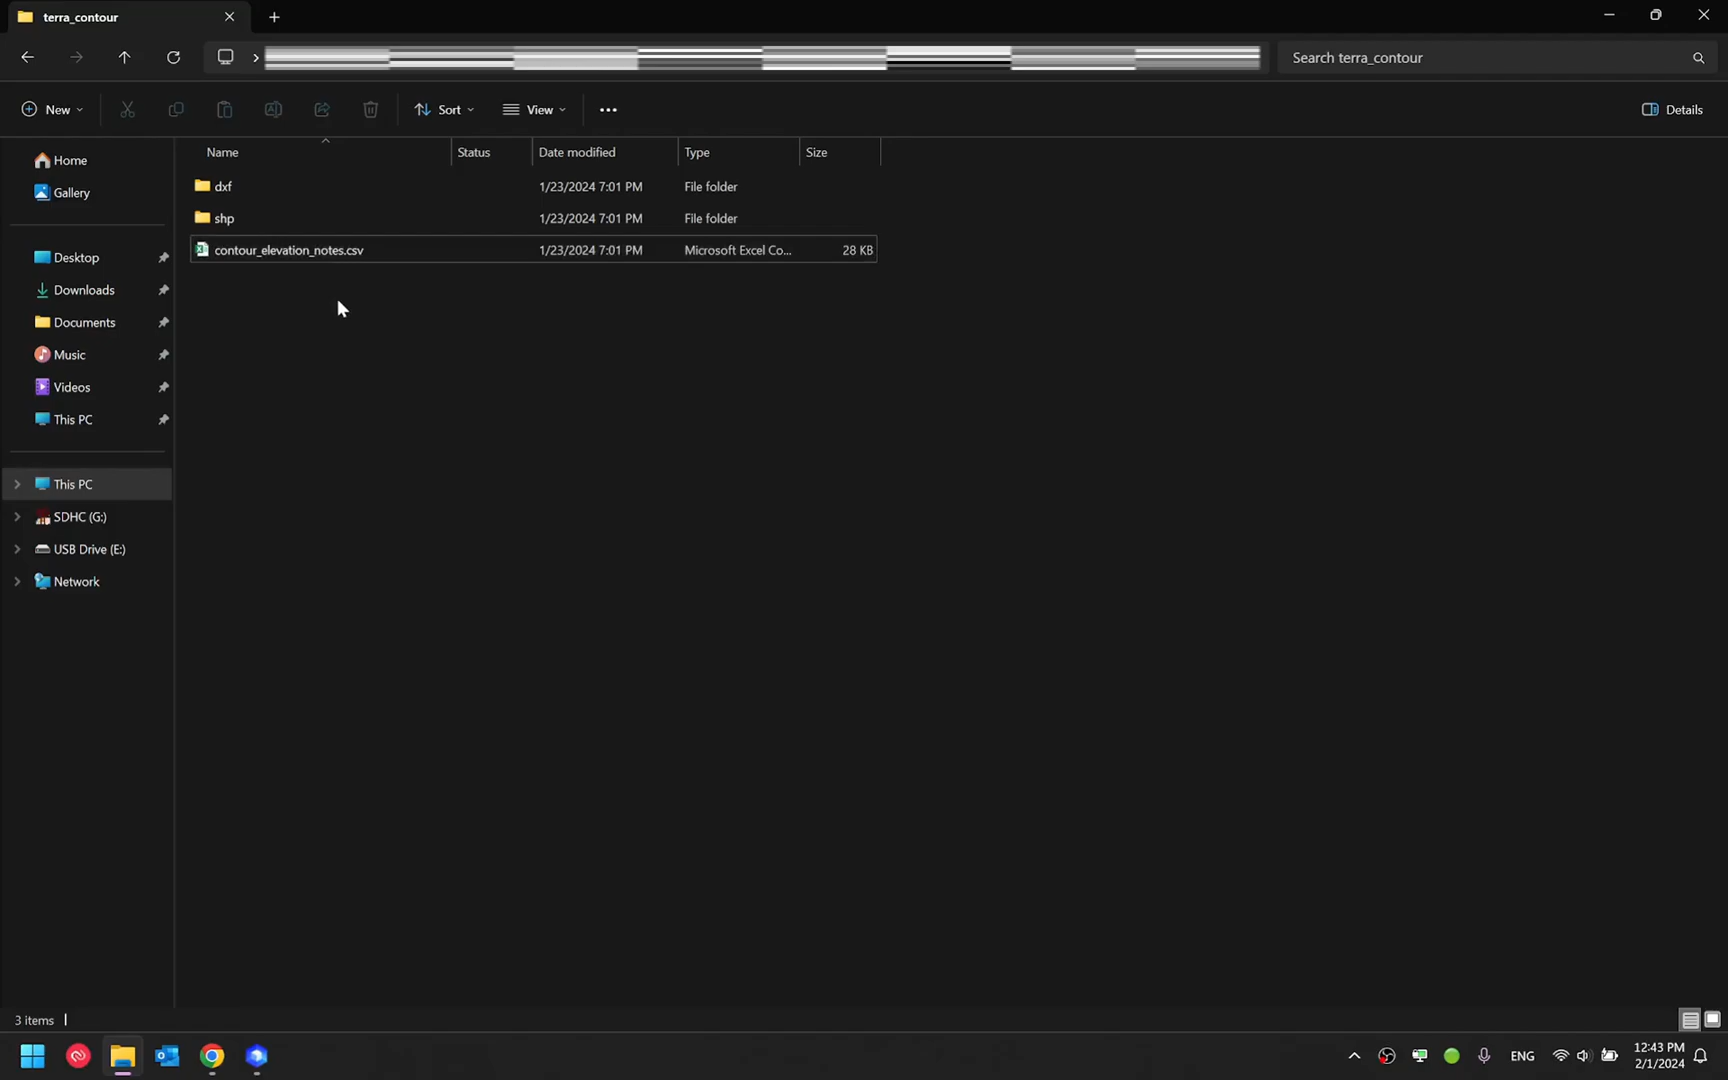 terra_contour
Search terra_contour
New
Sort
View
Details
Name
Status
Date modified
Type
Size
dxf
1/23/2024 7:01 PM
File folder
shp
1/23/2024 7:01 PM
File folder
contour_elevation_notes.csv
1/23/2024 7:01 PM
Microsoft Excel Co...
28 KB
Home
Gallery
Desktop
Downloads
Documents
Music
Videos
This PC
This PC
SDHC (G:)
USB Drive (E:)
Network
3 items
ENG
12:43 PM
2/1/2024